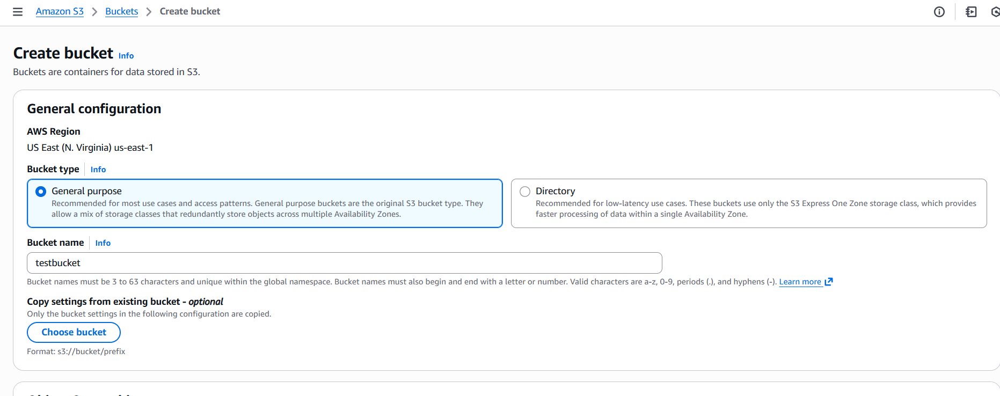 Amazon S3 > Buckets > Create bucket
Create bucket Info
Buckets are containers for data stored in S3.
General configuration
AWS Region
US East (N. Virginia) us-east-1
Bucket type Info
General purpose
Recommended for most use cases and access patterns. General purpose buckets are the original S3 bucket type. They
allow a mix of storage classes that redundantly store objects across multiple Availability Zones.
Directory
Recommended for low-latency use cases. These buckets use only the S3 Express One Zone storage class, which provides
faster processing of data within a single Availability Zone.
Bucket name Info
testbucket
Bucket names must be 3 to 63 characters and unique within the global namespace. Bucket names must also begin and end with a letter or number. Valid characters are a-z, 0-9, periods (.), and hyphens (-). Learn more
Copy settings from existing bucket - optional
Only the bucket settings in the following configuration are copied.
Choose bucket
Format: s3://bucket/prefix